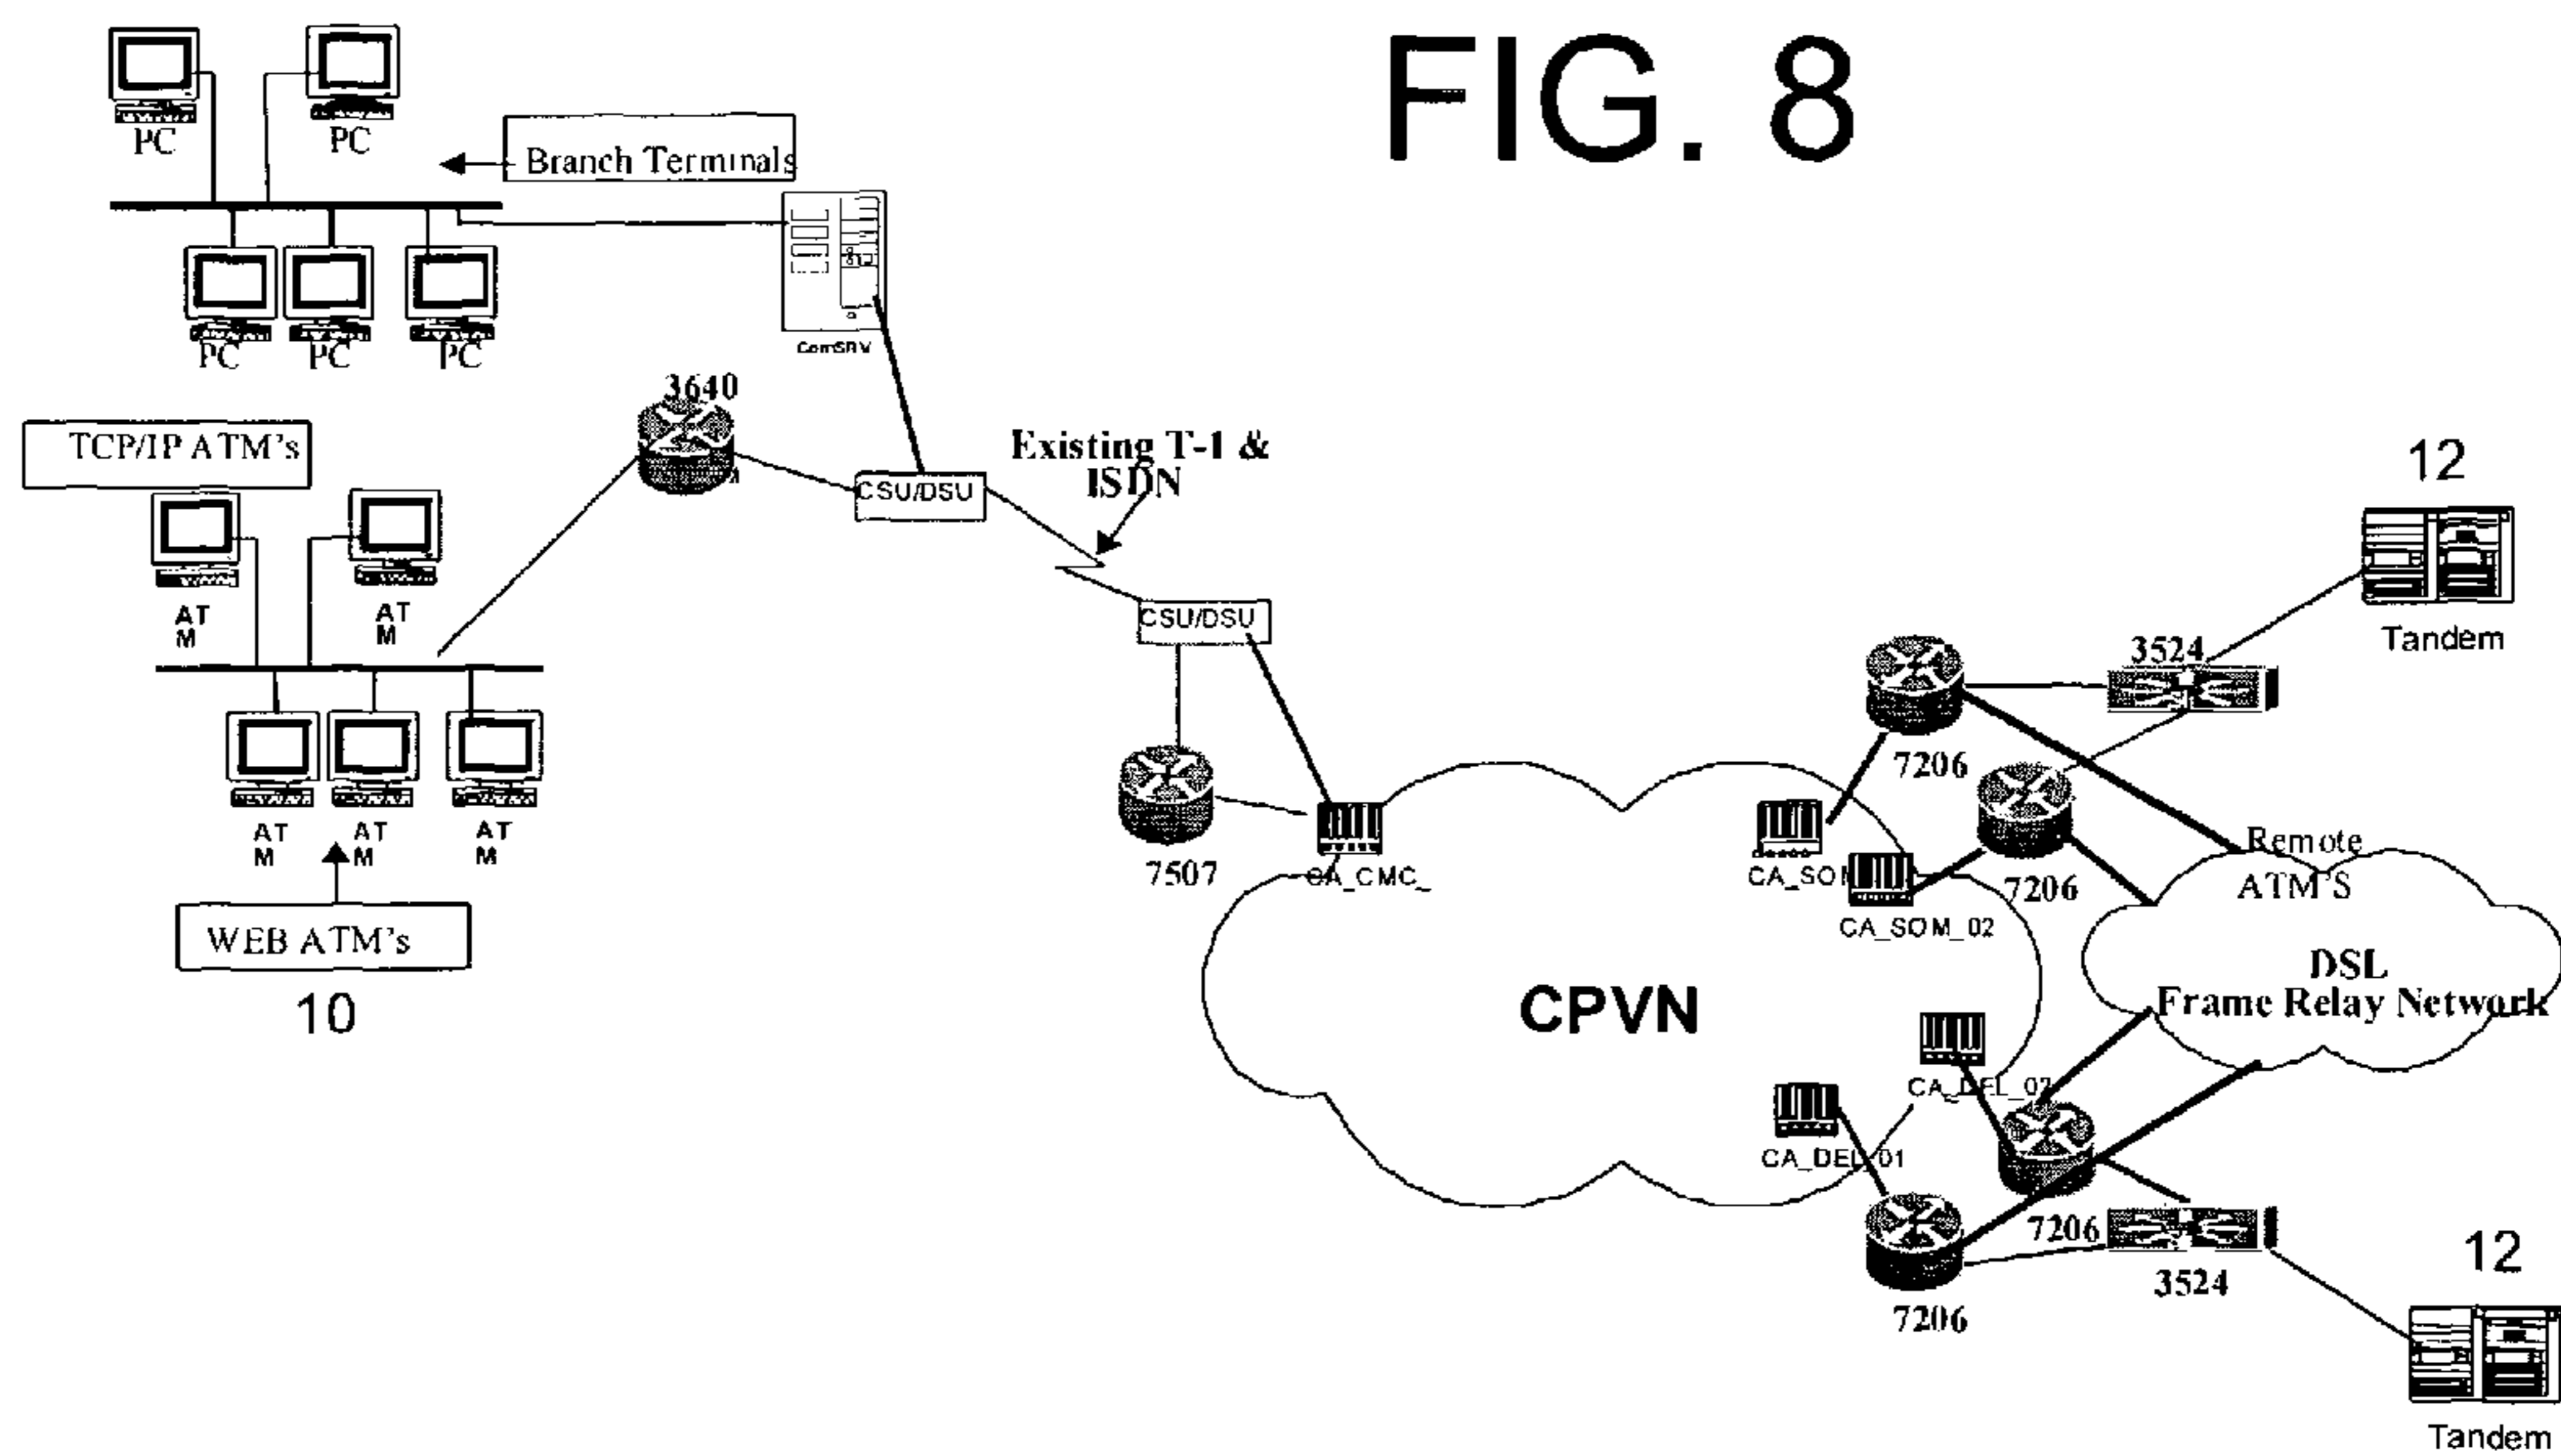 FIG. 8
PC
PC
Branch Terminals
PC
PC
PC
ComSRV
3640
TCP/IP ATM's
Existing T-1 &
ISDN
CSU/DSU
12
AT
M
AT
M
CSU/DSU
Tandem
3524
7206
AT
M
AT
M
AT
M
7507
CA_CMC_
CA_SOM
7206
Remote
ATM'S
CA_SOM_02
WEB ATM's
10
CPVN
DSL
Frame Relay Network
CA_DEL_02
CA_DEL_01
7206
3524
7206
12
Tandem